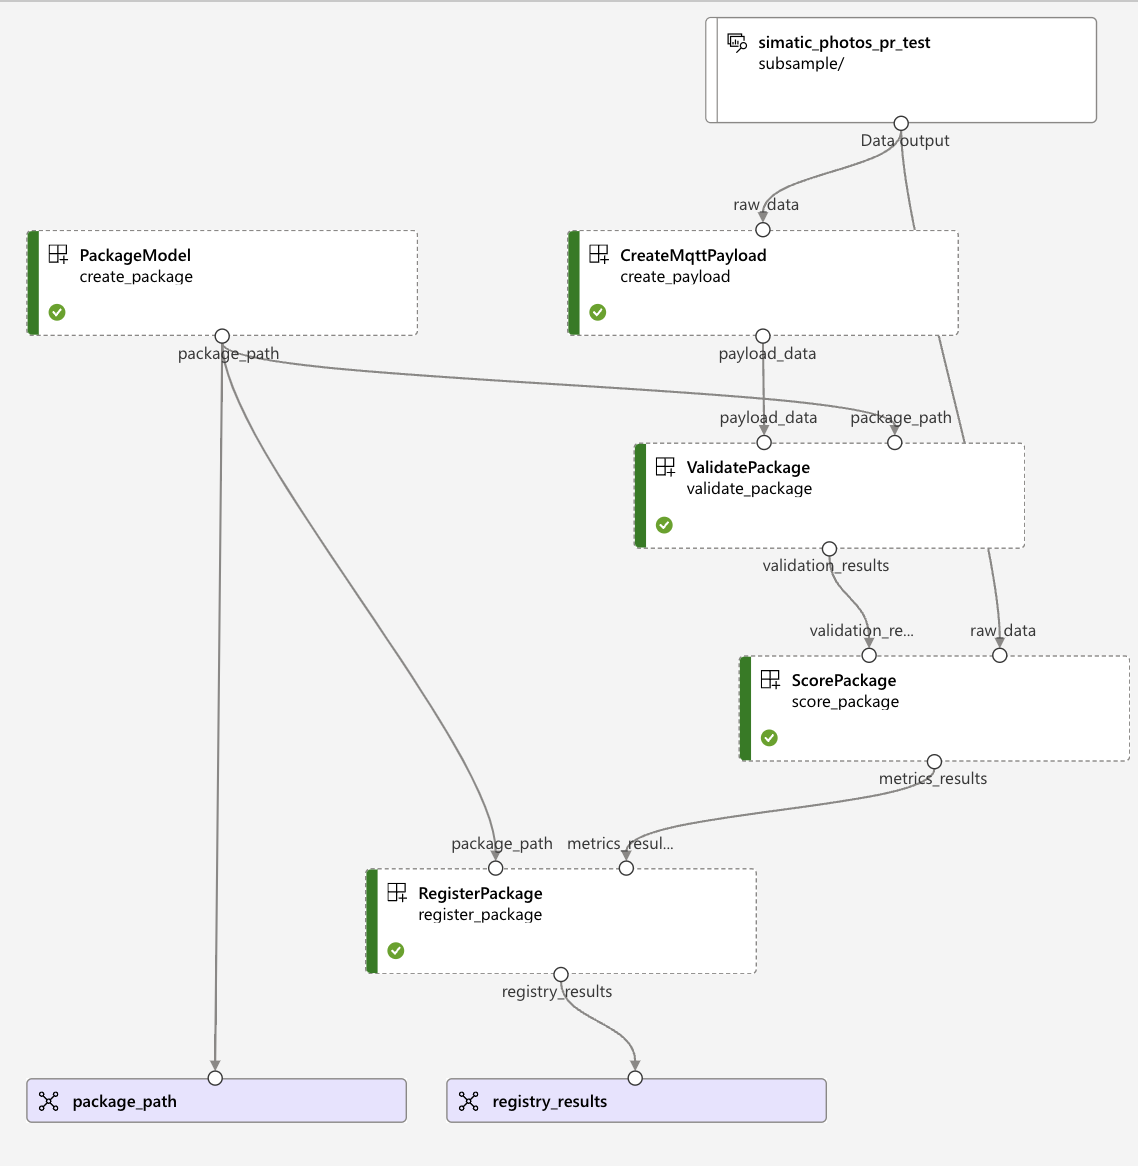 simatic_photos_pr_test
subsample/
Data output
raw_data
PackageModel
create_package
CreateMqttPayload
create_payload
package_path
payload_data
payload_data
package_path
ValidatePackage
validate_package
validation_results
validation_re...
raw_data
ScorePackage
score_package
metrics_results
package_path
metrics_resul...
RegisterPackage
register_package
registry_results
package_path
registry_results